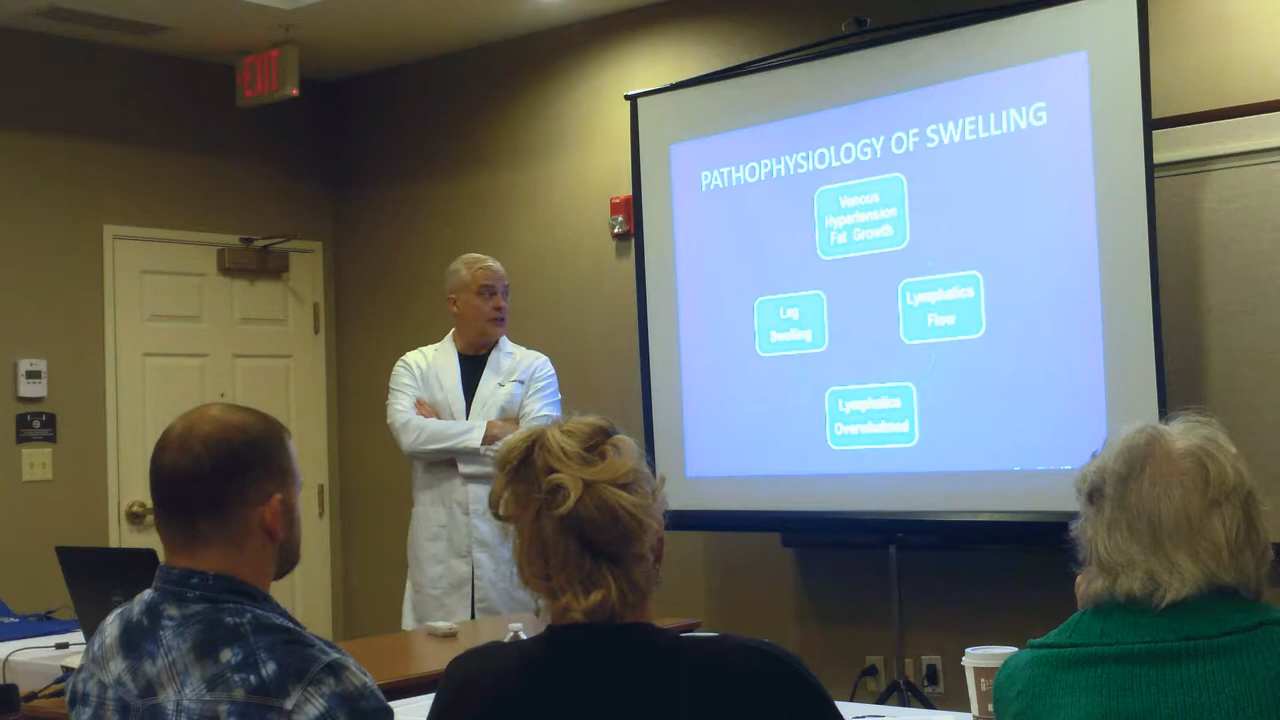 EXIT
PATHOPHYSIOLOGY OF SWELLING
Venous
Hypertension
Fat Growth
Leg
Swelling
Lymphatics
Flow
Lymphatics
Overwhelmed